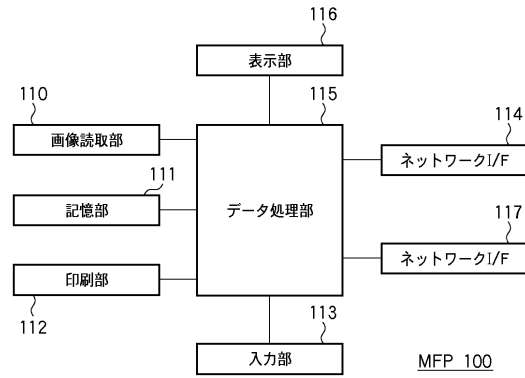 116
表示部
110
115
114
画像読取部
ネットワークI/F
111
記憶部
データ処理部
117
ネットワークI/F
印刷部
112
113
入力部
MFP 100